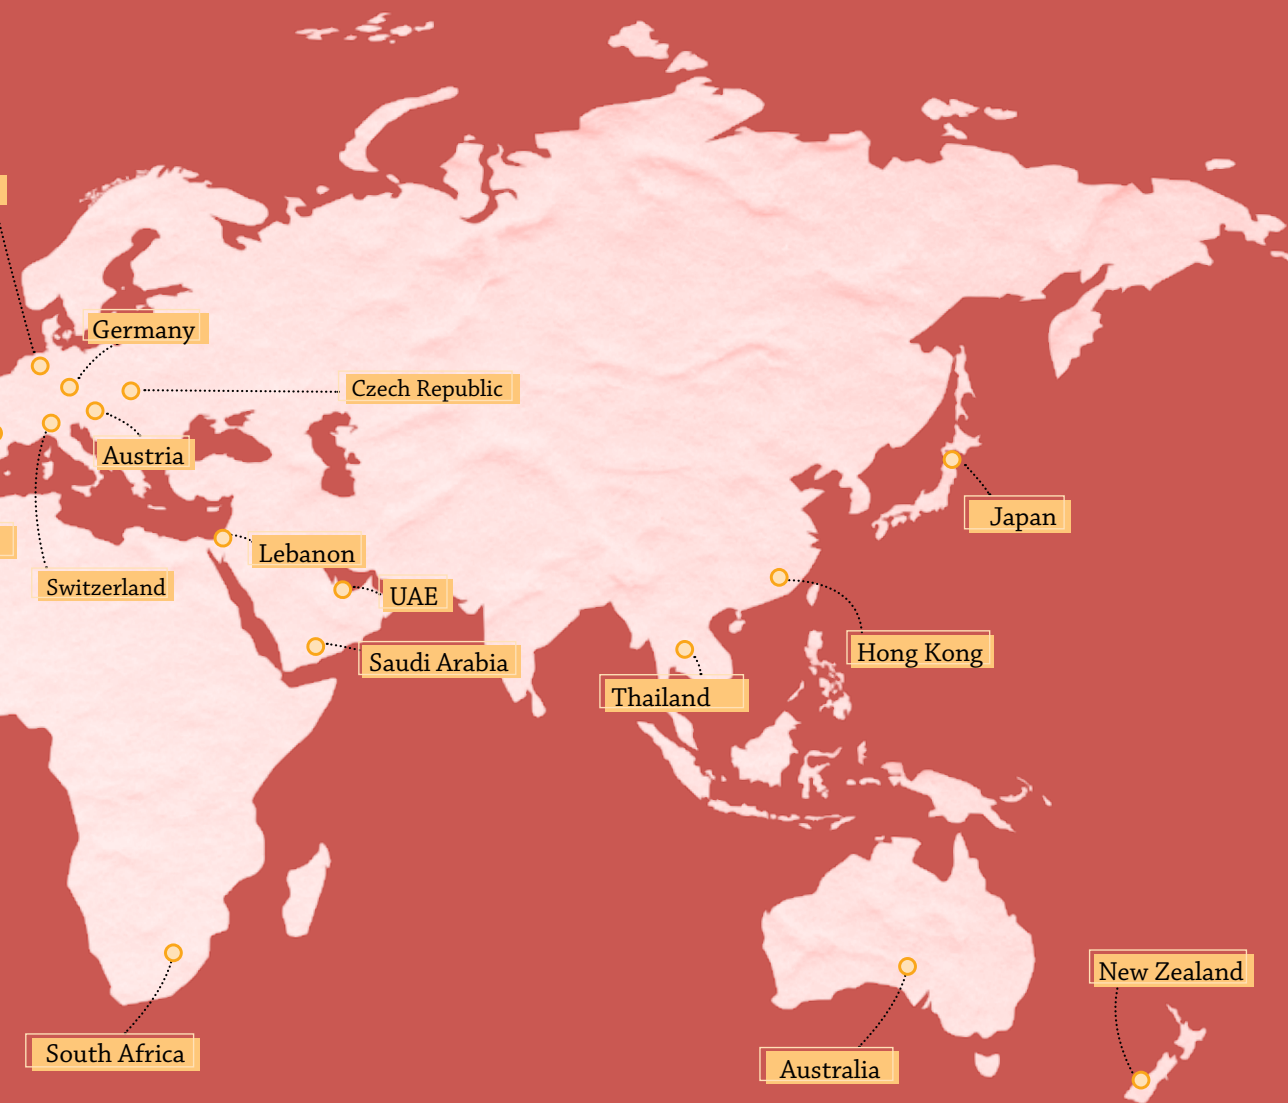 Germany
Czech Republic
Austria
Japan
Lebanon
Switzerland
UAE
Hong Kong
Saudi Arabia
Thailand
New Zealand
South Africa
Australia